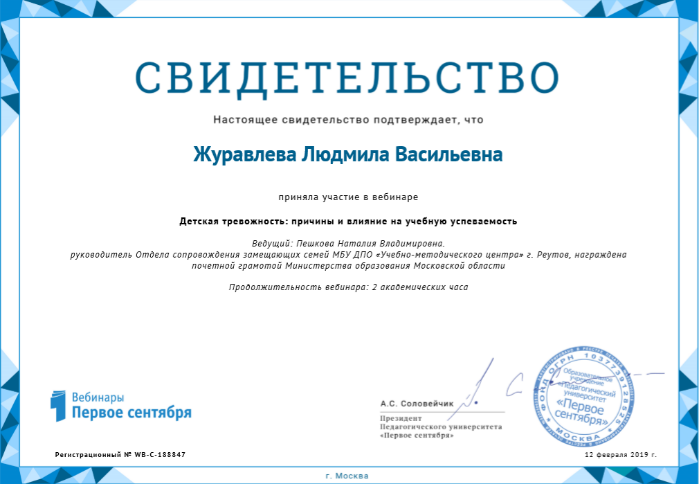 СВИДЕТЕЛЬСТВО
Настоящее свидетельство подтверждает, что
Журавлева Людмила Васильевна
приняла участие в вебинаре
Детская тревожность: причины и влияние на учебную успеваемость
Ведущий: Пешкова Наталия Владимировна,
руководитель Отдела сопровождения замещающих семей МБУ ДПО «Учебно-методического центра» г. Реутов, награждена
почетной грамотой Министерства образования Московской области
Продолжительность вебинара: 2 академических часа
Вебинары
Первое сентября
А.С. Соловейчик
Президент
Педагогического университета
«Первое сентября»
Образовательное
учреждение
«Педагогический
университет
«Первое
сентября»
МОСКВА
Регистрационный № WB-C-188847
12 февраля 2019 г.
г. Москва